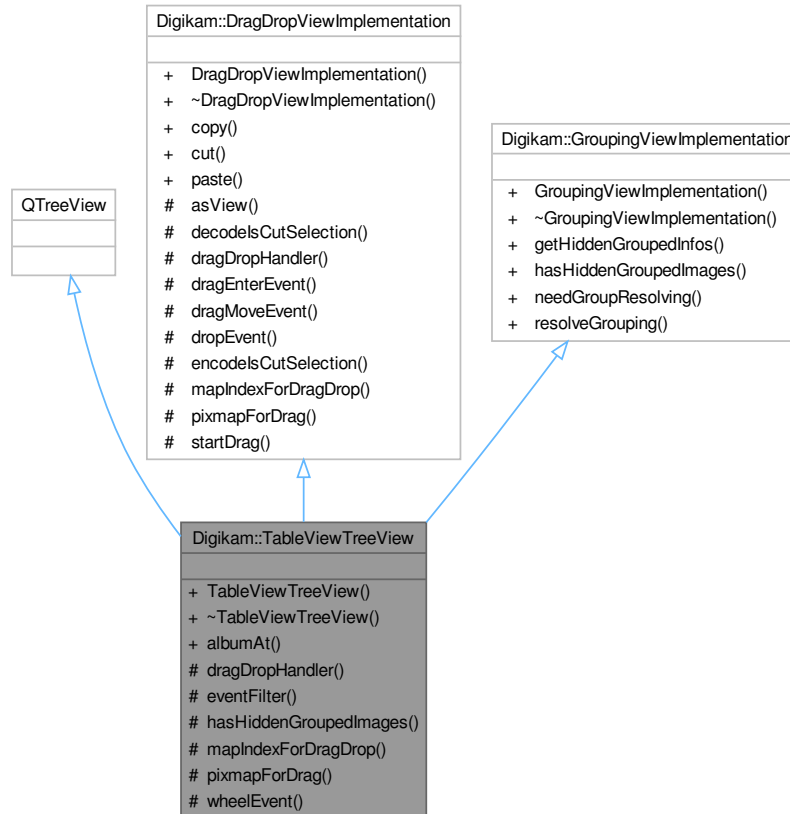 Digikam::DragDropViewImplementation
+ DragDropViewImplementation()
+ ~DragDropViewImplementation()
+ copy()
+ cut()
+ paste()
# asView()
# decodeIsCutSelection()
# dragDropHandler()
# dragEnterEvent()
# dragMoveEvent()
# dropEvent()
# encodeIsCutSelection()
# mapIndexForDragDrop()
# pixmapForDrag()
# startDrag()
Digikam::GroupingViewImplementation
+ GroupingViewImplementation()
+ ~GroupingViewImplementation()
+ getHiddenGroupedInfos()
+ hasHiddenGroupedImages()
+ needGroupResolving()
+ resolveGrouping()
QTreeView
Digikam::TableViewTreeView
+ TableViewTreeView()
+ ~TableViewTreeView()
+ albumAt()
# dragDropHandler()
# eventFilter()
# hasHiddenGroupedImages()
# mapIndexForDragDrop()
# pixmapForDrag()
# wheelEvent()